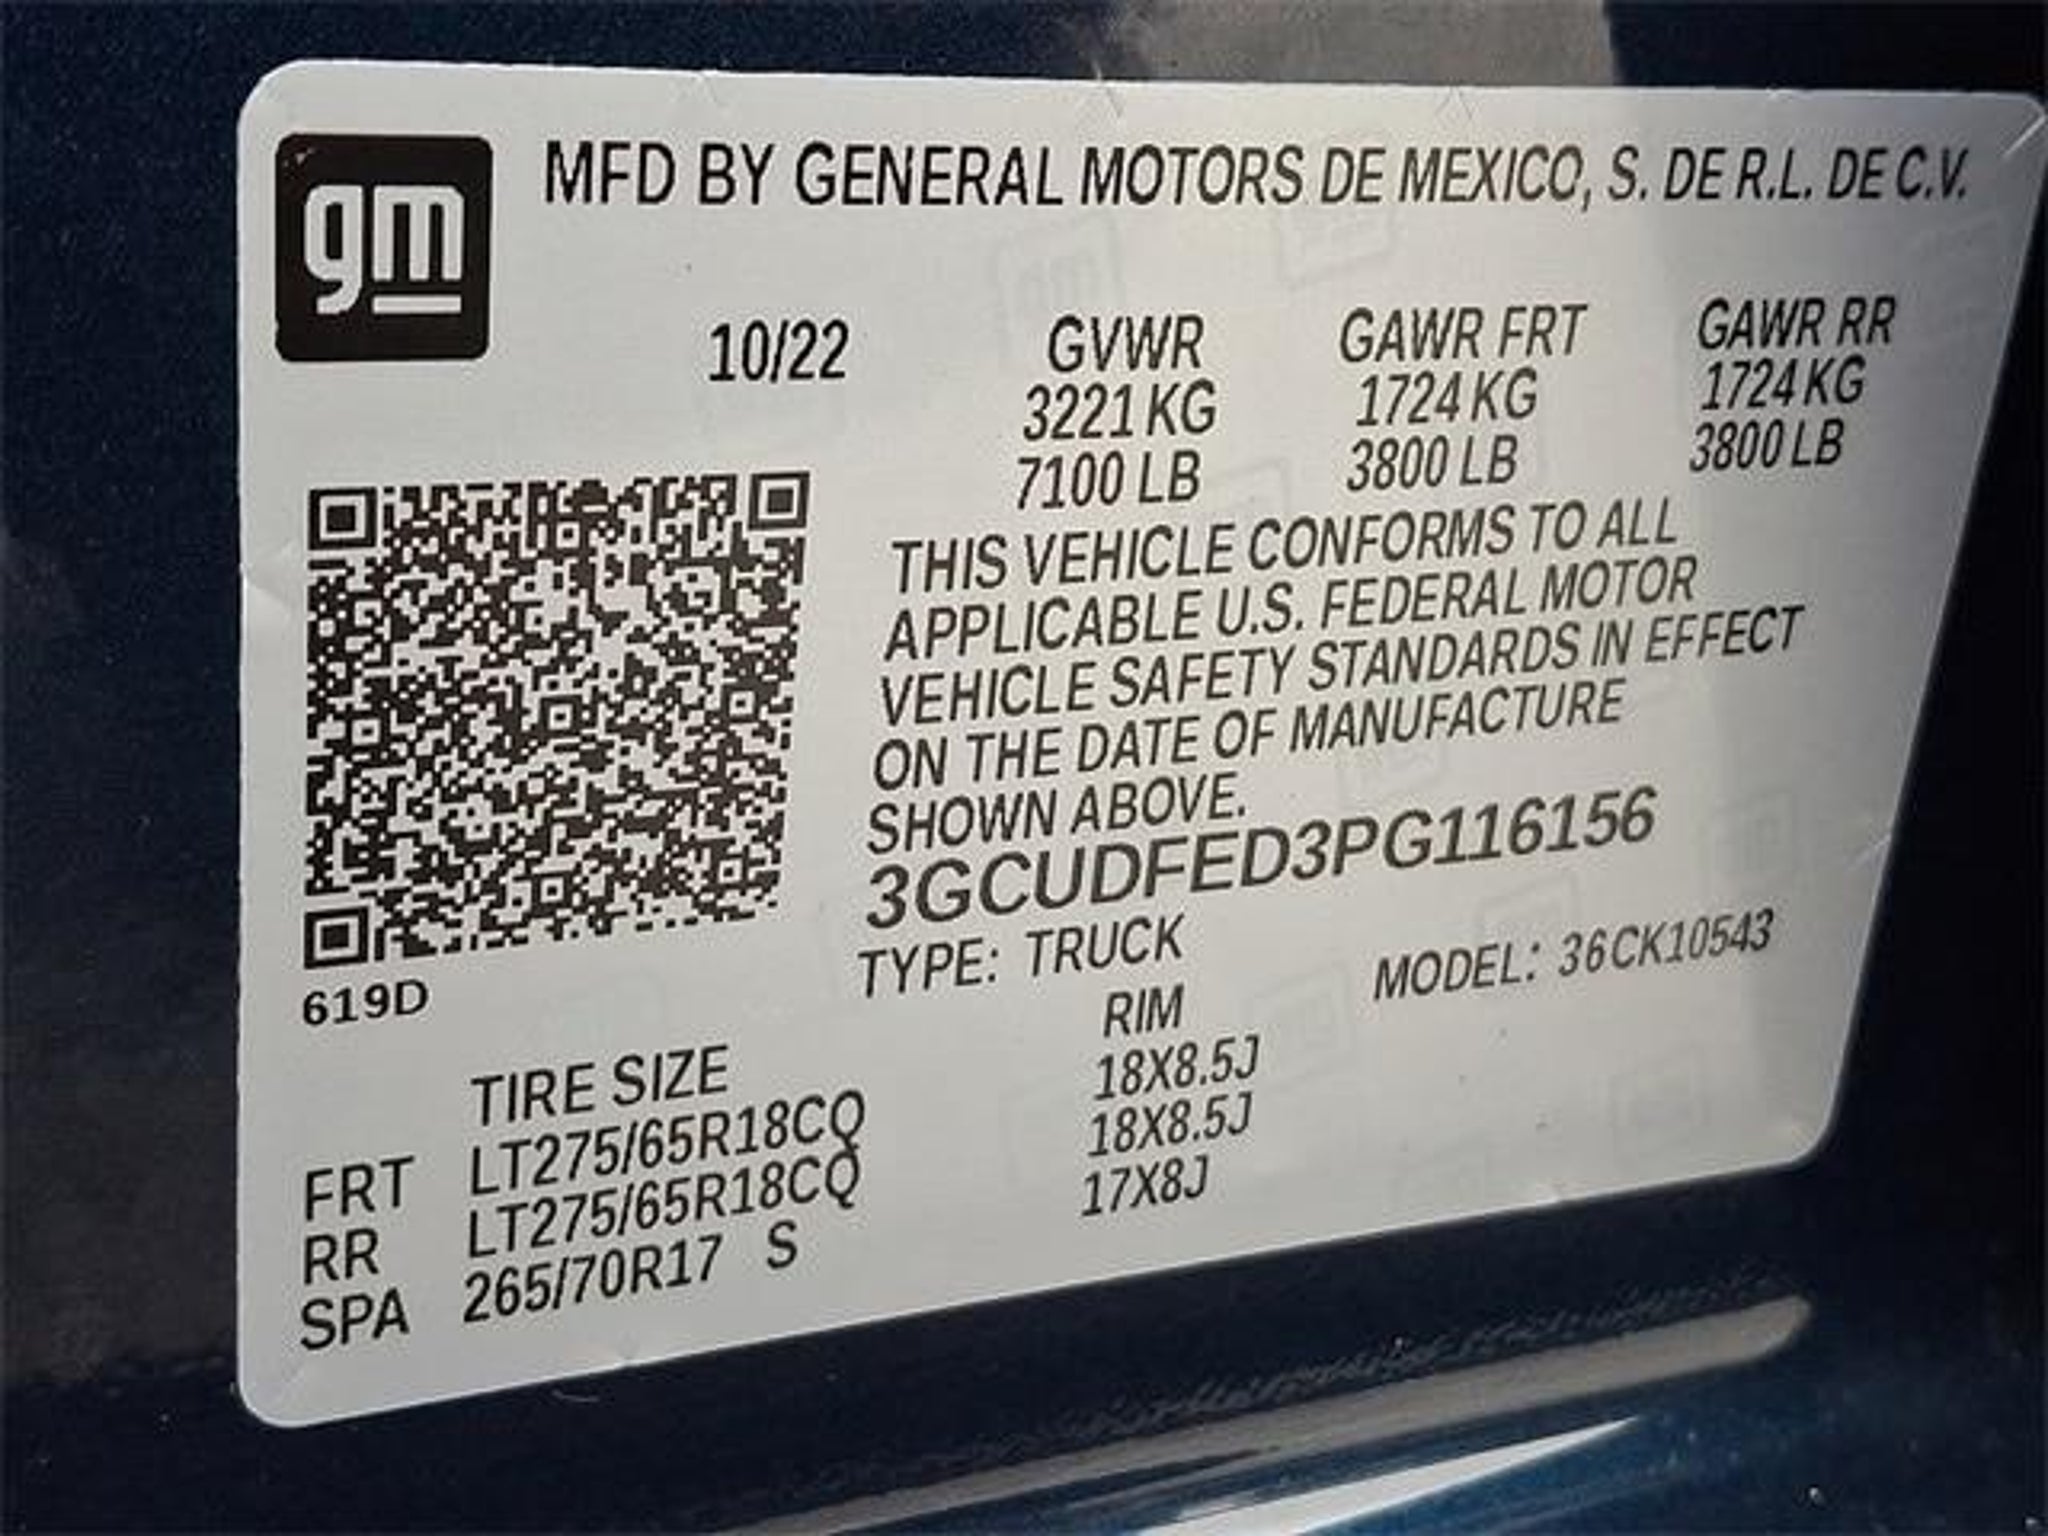 gm
MFD BY GENERAL MOTORS DE MEXICO, S. DE R.L. DE C.V.
10/22 GVWR GAWR FRT GAWR RR
3221 KG 1724 KG 1724 KG
7100 LB 3800 LB 3800 LB
THIS VEHICLE CONFORMS TO ALL
APPLICABLE U.S. FEDERAL MOTOR
VEHICLE SAFETY STANDARDS IN EFFECT
ON THE DATE OF MANUFACTURE
SHOWN ABOVE.
3GCUDFED3PG116156
TYPE: TRUCK MODEL: 36CK10543
619D
TIRE SIZE RIM
FRT LT275/65R18CQ 18X8.5J
RR LT275/65R18CQ 18X8.5J
SPA 265/70R17 S 17X8J